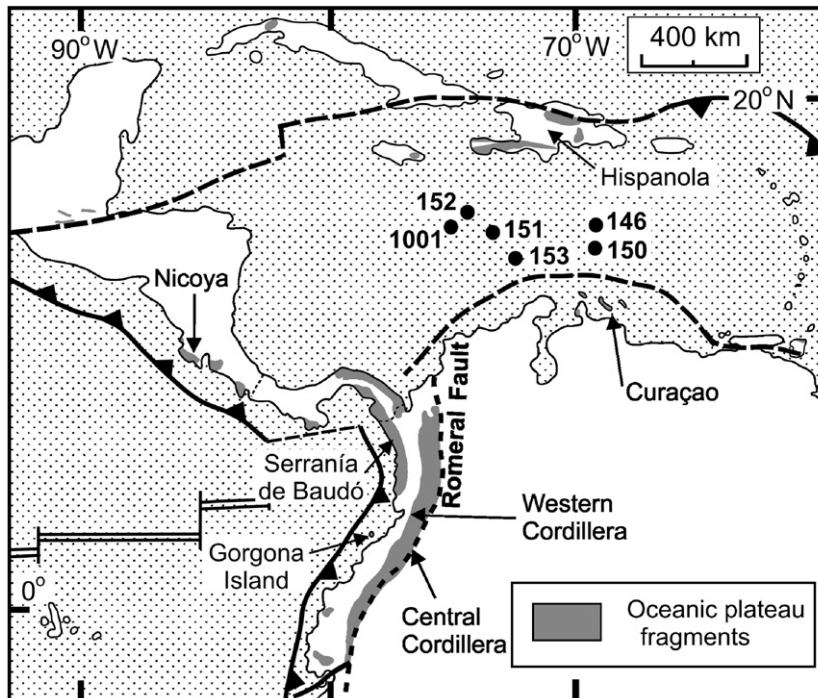 90°W
70°W
400 km
20°N
Hispanola
152
146
151
1001
150
153
Nicoya
Curaçao
Romeral Fault
Serranía
de Baudó
Western
Cordillera
Gorgona
Island
0°
Central
Cordillera
Oceanic plateau
fragments